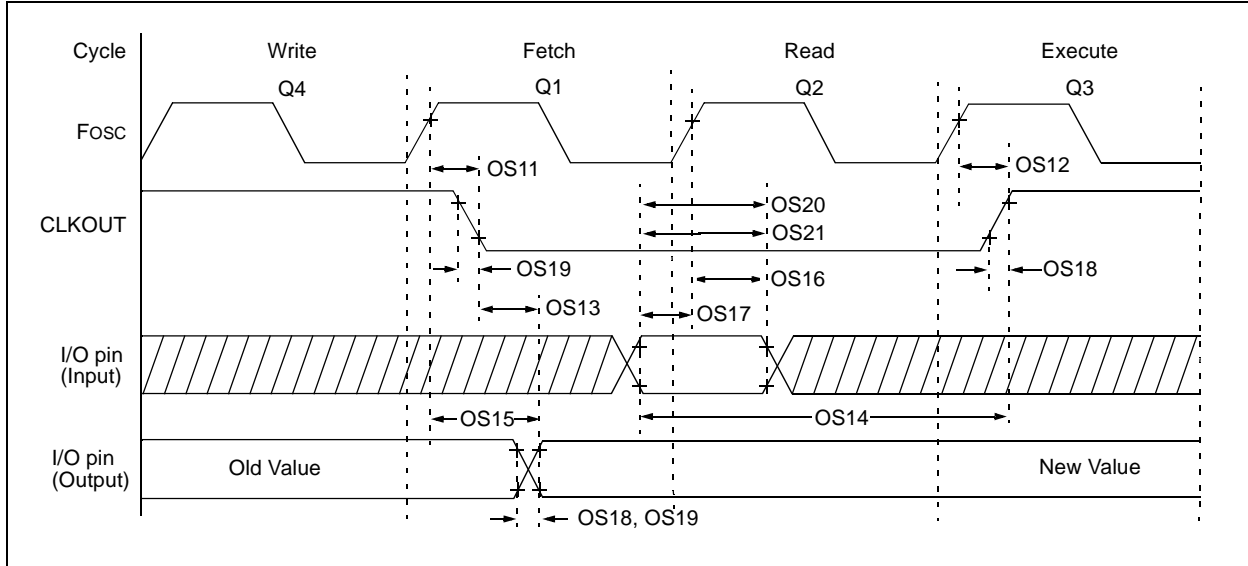 Cycle Write Fetch Read Execute
Q4 Q1 Q2 Q3
FOSC
OS11 OS12
OS20
CLKOUT
OS21
OS19 OS16 OS18
OS13 OS17
I/O pin
(Input)
OS15 OS14
I/O pin
(Output)
Old Value New Value
OS18, OS19